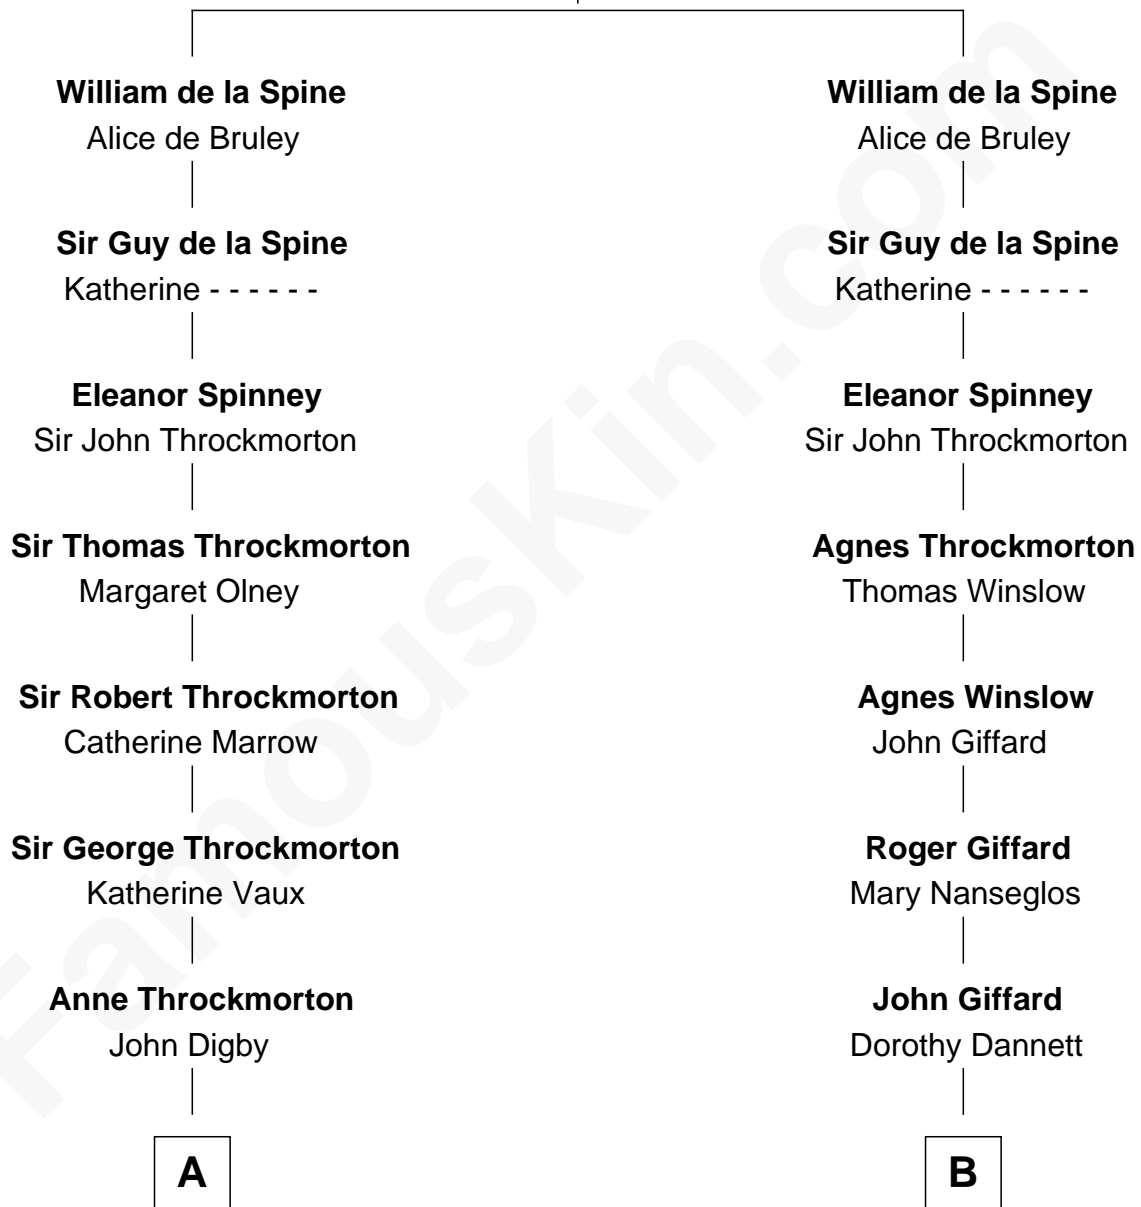 William de la Spine
Alice de Bruley
Sir Guy de la Spine
Katherine - - - - - -
Eleanor Spinney
Sir John Throckmorton
Sir Thomas Throckmorton
Margaret Olney
Sir Robert Throckmorton
Catherine Marrow
Sir George Throckmorton
Katherine Vaux
Anne Throckmorton
John Digby
A
William de la Spine
Alice de Bruley
Sir Guy de la Spine
Katherine - - - - - -
Eleanor Spinney
Sir John Throckmorton
Agnes Throckmorton
Thomas Winslow
Agnes Winslow
John Giffard
Roger Giffard
Mary Nanseglos
John Giffard
Dorothy Dannett
B
FamousKin.com